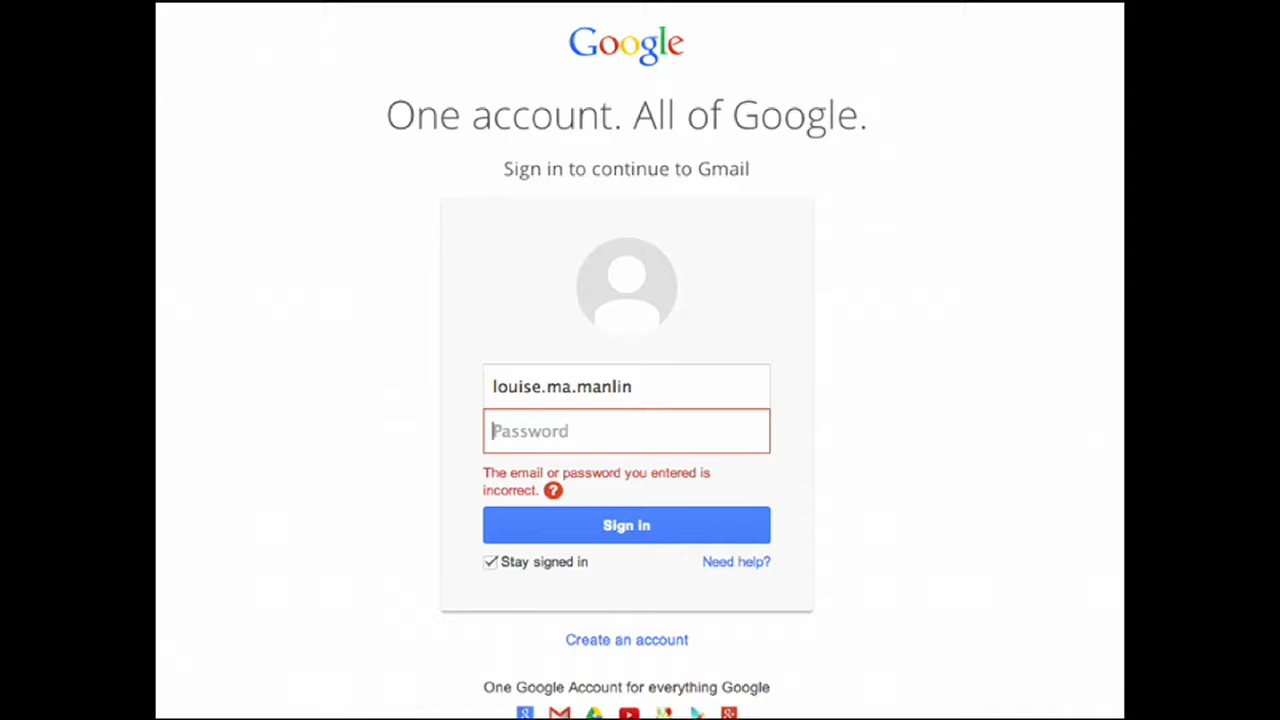 Google
One account. All of Google.
Sign in to continue to Gmail
louise.ma.manlin
Password
The email or password you entered is
incorrect. ?
Sign in
Stay signed in Need help?
Create an account
One Google Account for everything Google